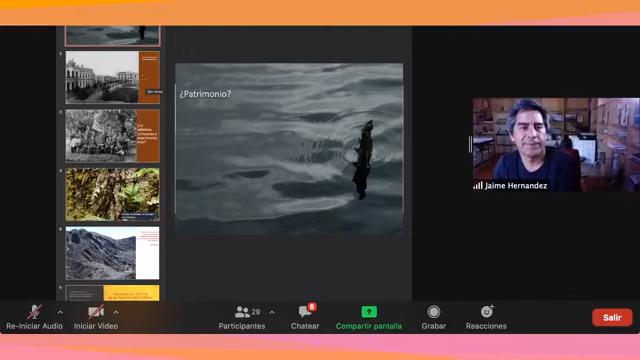 ¿Patrimonio?
Jaime Hernandez
Re-Iniciar Audio
Iniciar Video
29
Participantes
6
Chatear
Compartir pantalla
Grabar
Reacciones
Salir